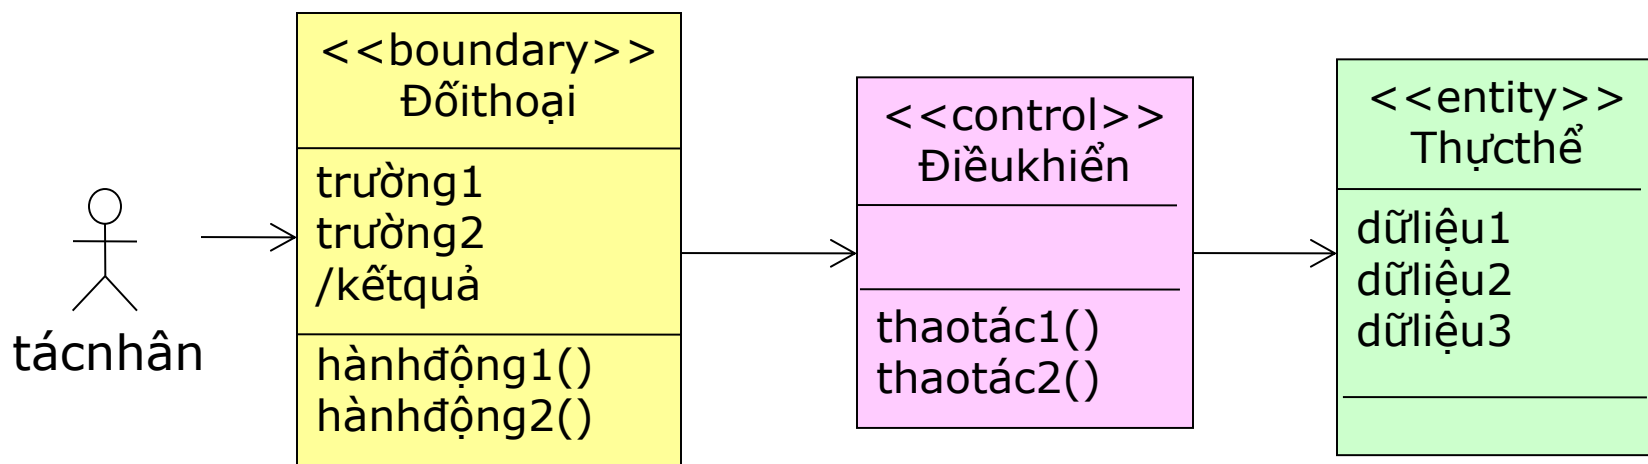 tácnhân
<<boundary>>
Đốithoại
trường1
trường2
/kếtquả
hànhđộng1()
hànhđộng2()
<<control>>
Điềukhiển
thaotác1()
thaotác2()
<<entity>>
Thựcthể
dữliệu1
dữliệu2
dữliệu3